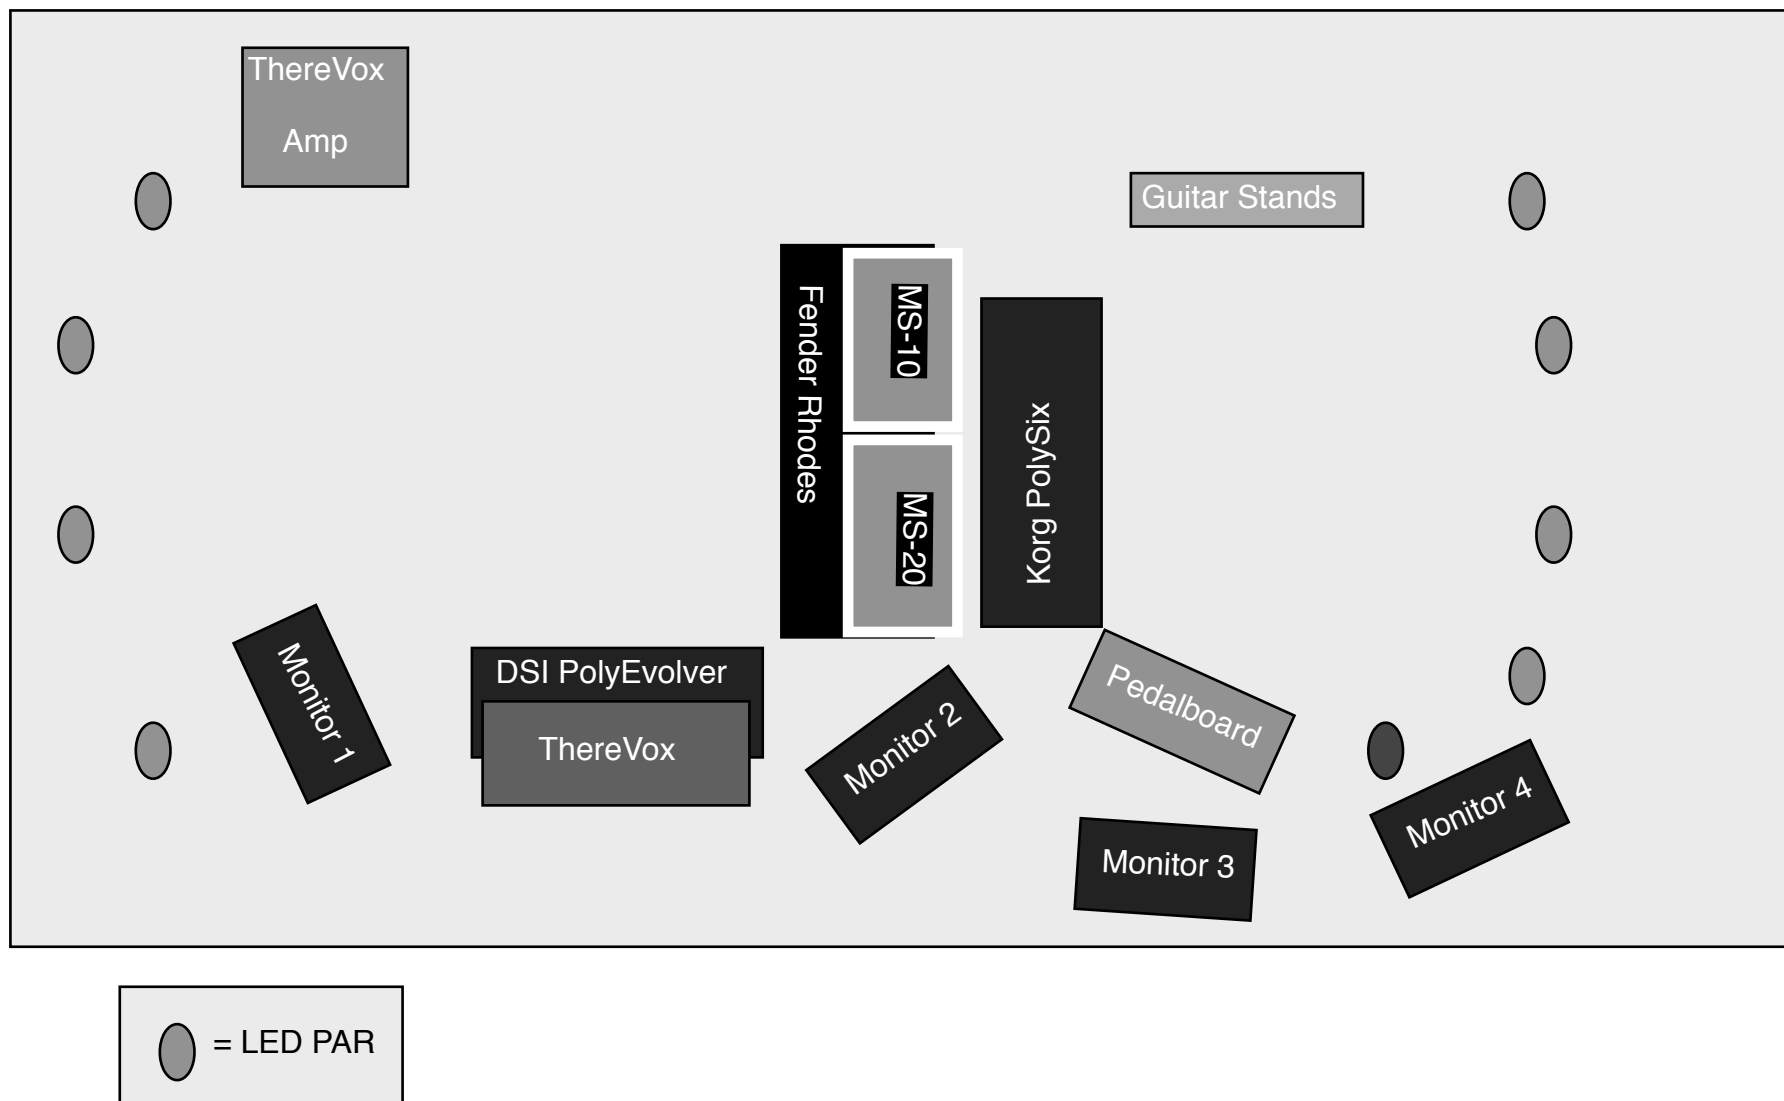 ThereVox
Amp
Guitar Stands
Fender Rhodes
MS-10
MS-20
Korg PolySix
Monitor 1
DSI PolyEvolver
ThereVox
Monitor 2
Pedalboard
Monitor 3
Monitor 4
= LED PAR